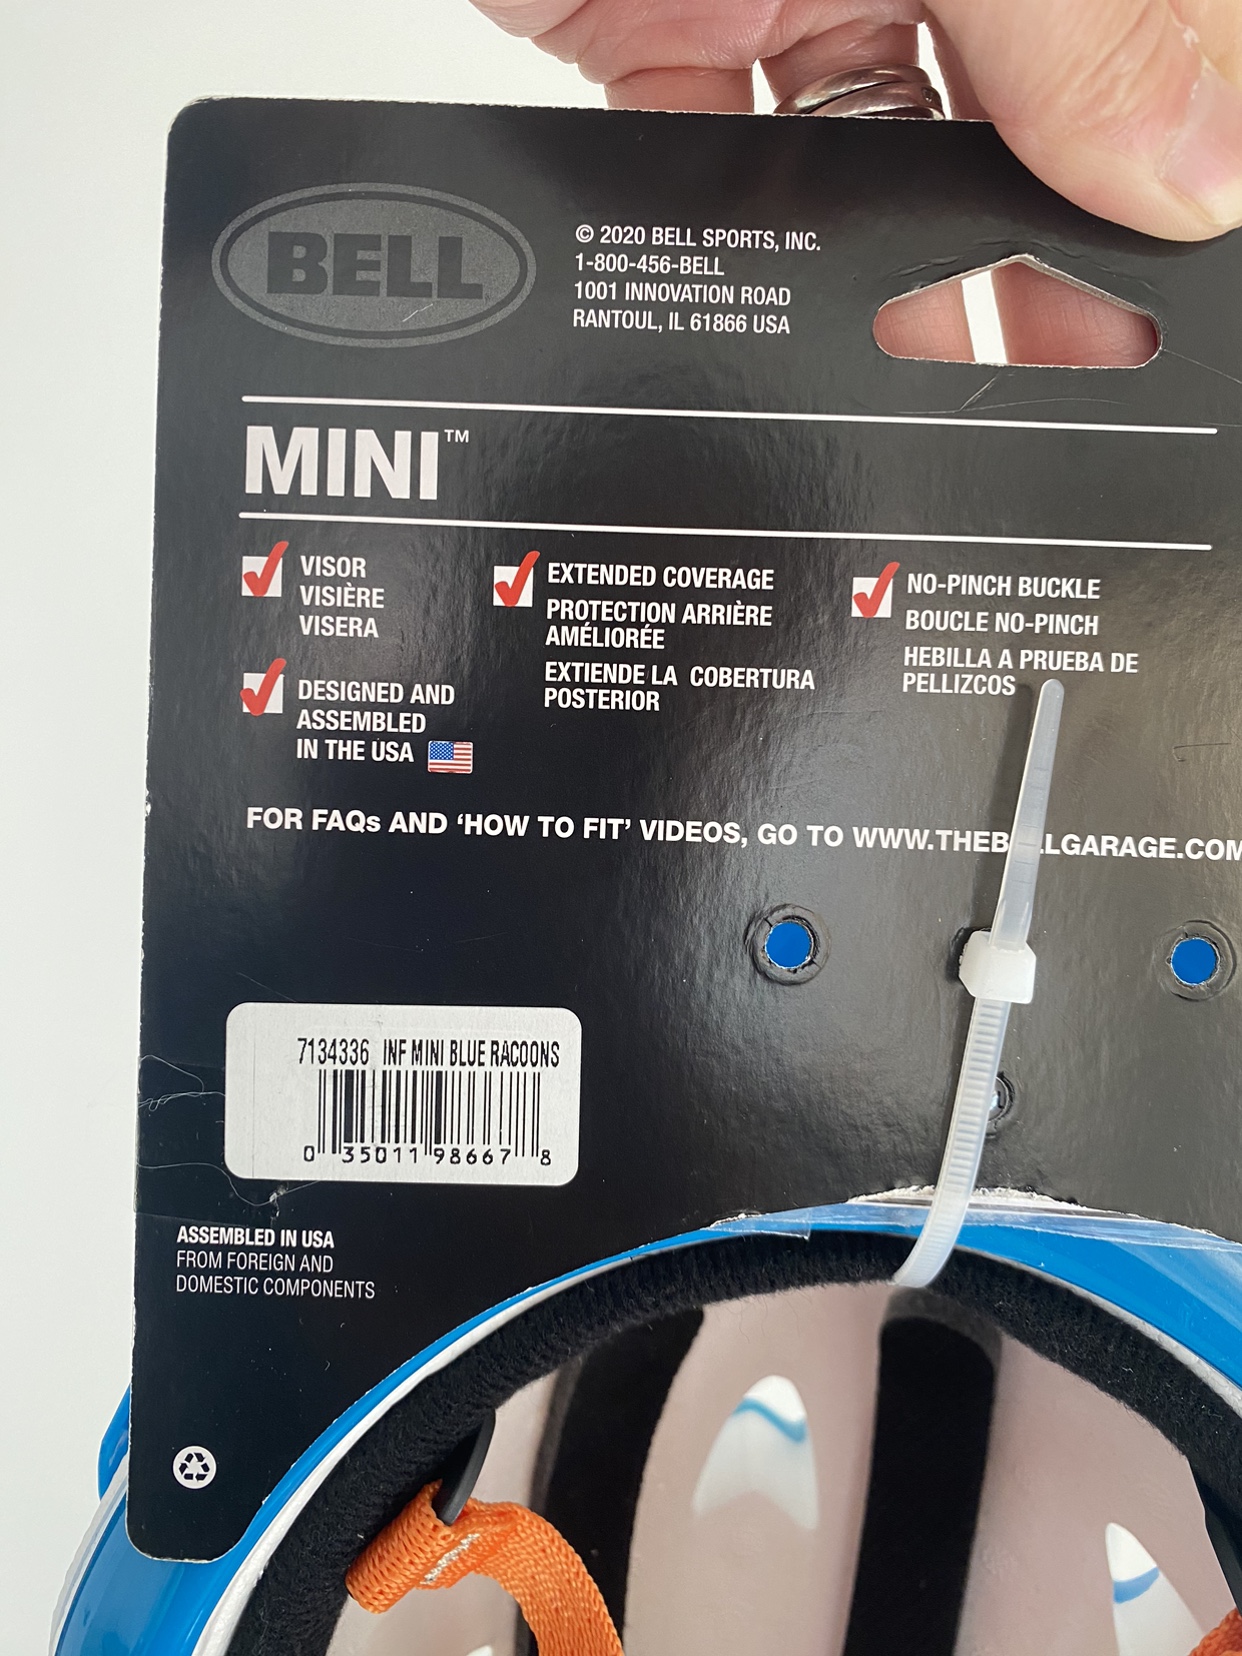 BELL
© 2020 BELL SPORTS, INC.
1-800-456-BELL
1001 INNOVATION ROAD
RANTOUL, IL 61866 USA
MINI™
VISOR
VISIÈRE
VISERA
DESIGNED AND
ASSEMBLED
IN THE USA
EXTENDED COVERAGE
PROTECTION ARRIÈRE
AMÉLIORÉE
EXTIENDE LA COBERTURA
POSTERIOR
NO-PINCH BUCKLE
BOUCLE NO-PINCH
HEBILLA A PRUEBA DE
PELLIZCOS
FOR FAQs AND ‘HOW TO FIT’ VIDEOS, GO TO WWW.THEBELLGARAGE.COM
7134336 INF MINI BLUE RACOONS
0 35011 98667 8
ASSEMBLED IN USA
FROM FOREIGN AND
DOMESTIC COMPONENTS